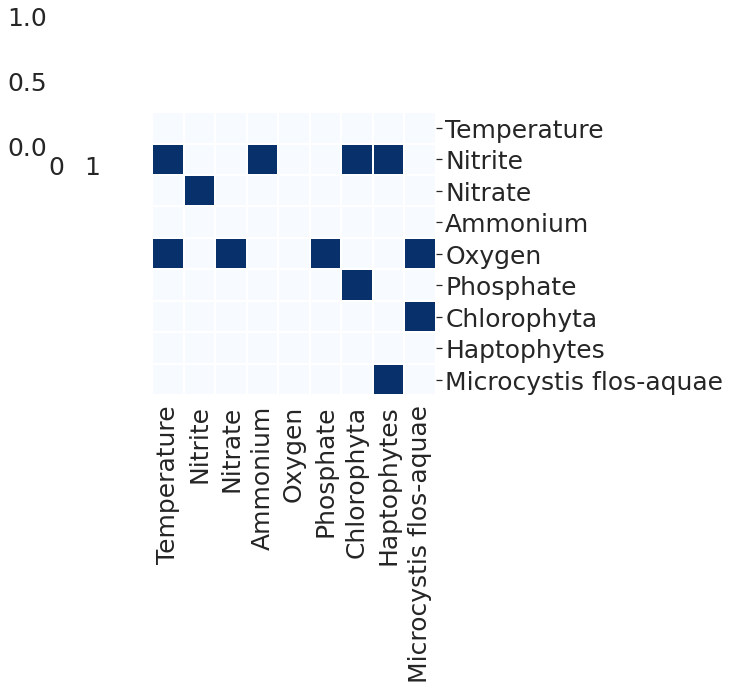 1.0
0.5
0.0
0 1
Temperature
Nitrite
Nitrate
Ammonium
Oxygen
Phosphate
Chlorophyta
Haptophytes
Microcystis flos-aquae
Temperature
Nitrite
Nitrate
Ammonium
Oxygen
Phosphate
Chlorophyta
Haptophytes
Microcystis flos-aquae